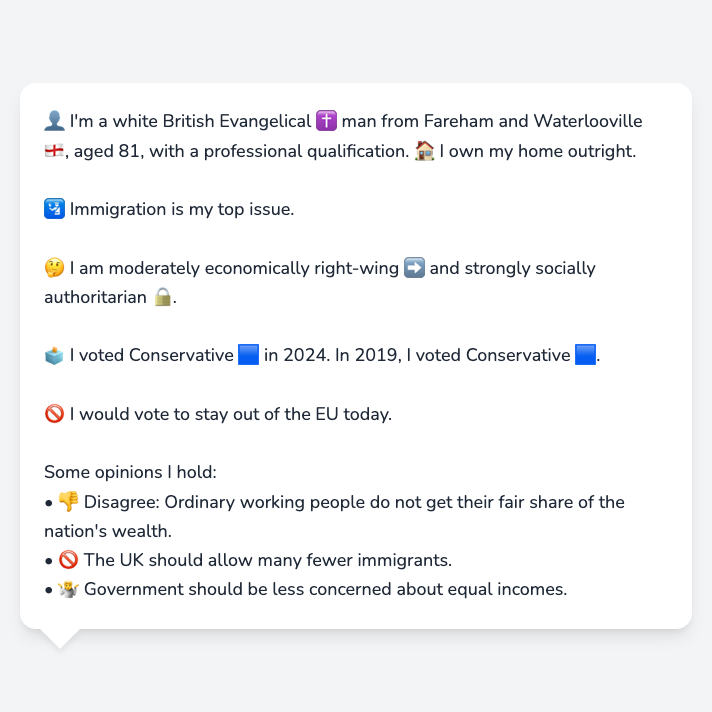 👤 I'm a white British Evangelical ✝️ man from Fareham and Waterlooville
🏴󠁧󠁢󠁥󠁮󠁧󠁿, aged 81, with a professional qualification. 🏠 I own my home outright.
🛂 Immigration is my top issue.
🤔 I am moderately economically right-wing ➡️ and strongly socially
authoritarian 🔒.
🗳️ I voted Conservative 🟦 in 2024. In 2019, I voted Conservative 🟦.
🚫 I would vote to stay out of the EU today.
Some opinions I hold:
• 👎 Disagree: Ordinary working people do not get their fair share of the
nation's wealth.
• 🚫 The UK should allow many fewer immigrants.
• 🤷 Government should be less concerned about equal incomes.